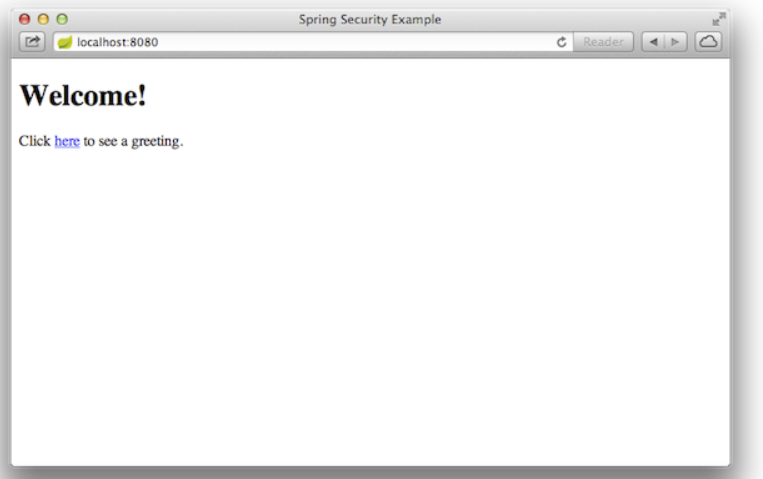 Spring Security Example
localhost:8080
Reader
Welcome!
Click here to see a greeting.